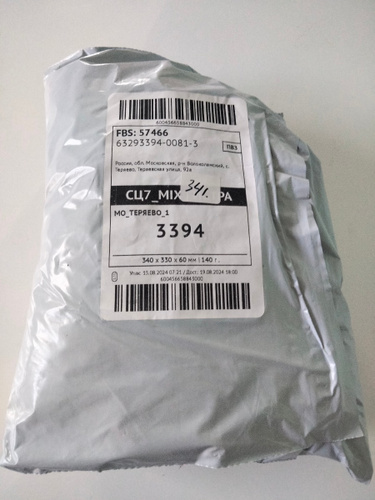 FBS: 57466
63293394-0081-3
ПВЗ
Россия, обл. Московская, р-н Волоколамский, с.
Теряево, Теряевская улица, 92а
СЦ7_MIX
341.
МО_ТЕРЯЕВО_1
3394
340 x 330 x 60 мм | 140 г.